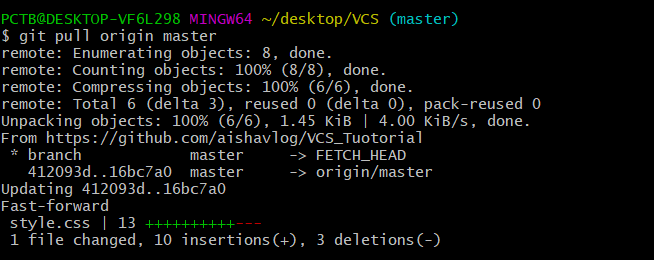 PCTB@DESKTOP-VF6L298 MINGW64 ~/desktop/VCS (master)
$ git pull origin master
remote: Enumerating objects: 8, done.
remote: Counting objects: 100% (8/8), done.
remote: Compressing objects: 100% (6/6), done.
remote: Total 6 (delta 3), reused 0 (delta 0), pack-reused 0
Unpacking objects: 100% (6/6), 1.45 KiB | 4.00 KiB/s, done.
From https://github.com/aishavlog/VCS_Tuotorial
 * branch            master     -> FETCH_HEAD
   412093d..16bc7a0  master     -> origin/master
Updating 412093d..16bc7a0
Fast-forward
 style.css | 13 ++++++++++---
 1 file changed, 10 insertions(+), 3 deletions(-)